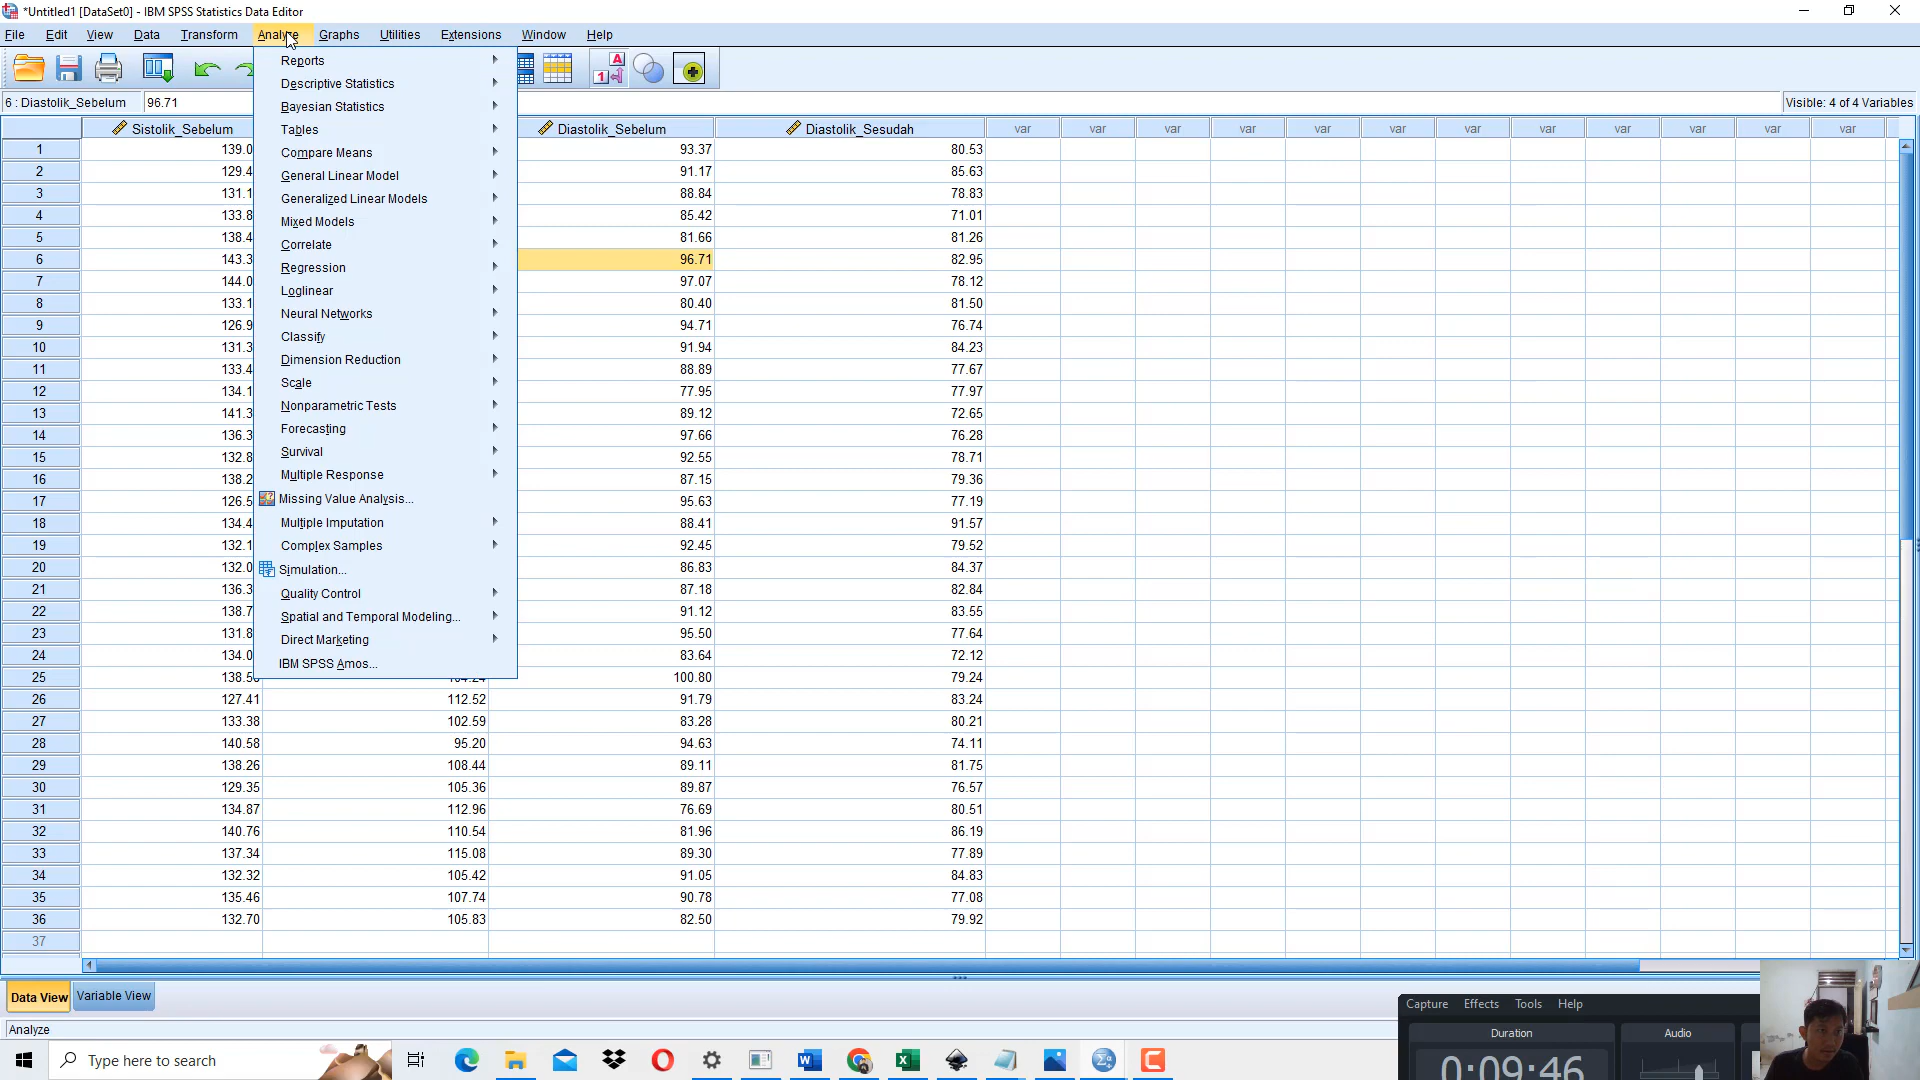 *Untitled1 [DataSet0] - IBM SPSS Statistics Data Editor
File Edit View Data Transform Analyze Graphs Utilities Extensions Window Help
6 : Diastolik_Sebelum 96.71 Visible: 4 of 4 Variables
Reports
Descriptive Statistics
Bayesian Statistics
Tables
Compare Means
General Linear Model
Generalized Linear Models
Mixed Models
Correlate
Regression
Loglinear
Neural Networks
Classify
Dimension Reduction
Scale
Nonparametric Tests
Forecasting
Survival
Multiple Response
Missing Value Analysis...
Multiple Imputation
Complex Samples
Simulation...
Quality Control
Spatial and Temporal Modeling...
Direct Marketing
IBM SPSS Amos...
Sistolik_Sebelum Diastolik_Sebelum Diastolik_Sesudah var var var var var var var var var var var var
1 139.0 93.37 80.53
2 129.4 91.17 85.63
3 131.1 88.84 78.83
4 133.8 85.42 71.01
5 138.4 81.66 81.26
6 143.3 96.71 82.95
7 144.0 97.07 78.12
8 133.1 80.40 81.50
9 126.9 94.71 76.74
10 131.3 91.94 84.23
11 133.4 88.89 77.67
12 134.1 77.95 77.97
13 141.3 89.12 72.65
14 136.3 97.66 76.28
15 132.8 92.55 78.71
16 138.2 87.15 79.36
17 126.5 95.63 77.19
18 134.4 88.41 91.57
19 132.1 92.45 79.52
20 132.0 86.83 84.37
21 136.3 87.18 82.84
22 138.7 91.12 83.55
23 131.8 95.50 77.64
24 134.0 83.64 72.12
25 100.80 79.24
26 127.41 112.52 91.79 83.24
27 133.38 102.59 83.28 80.21
28 140.58 95.20 94.63 74.11
29 138.26 108.44 89.11 81.75
30 129.35 105.36 89.87 76.57
31 134.87 112.96 76.69 80.51
32 140.76 110.54 81.96 86.19
33 137.34 115.08 89.30 77.89
34 132.32 105.42 91.05 84.83
35 135.46 107.74 90.78 77.08
36 132.70 105.83 82.50 79.92
37
Data View Variable View
Analyze
Capture Effects Tools Help
Duration Audio
0:09:46
Type here to search